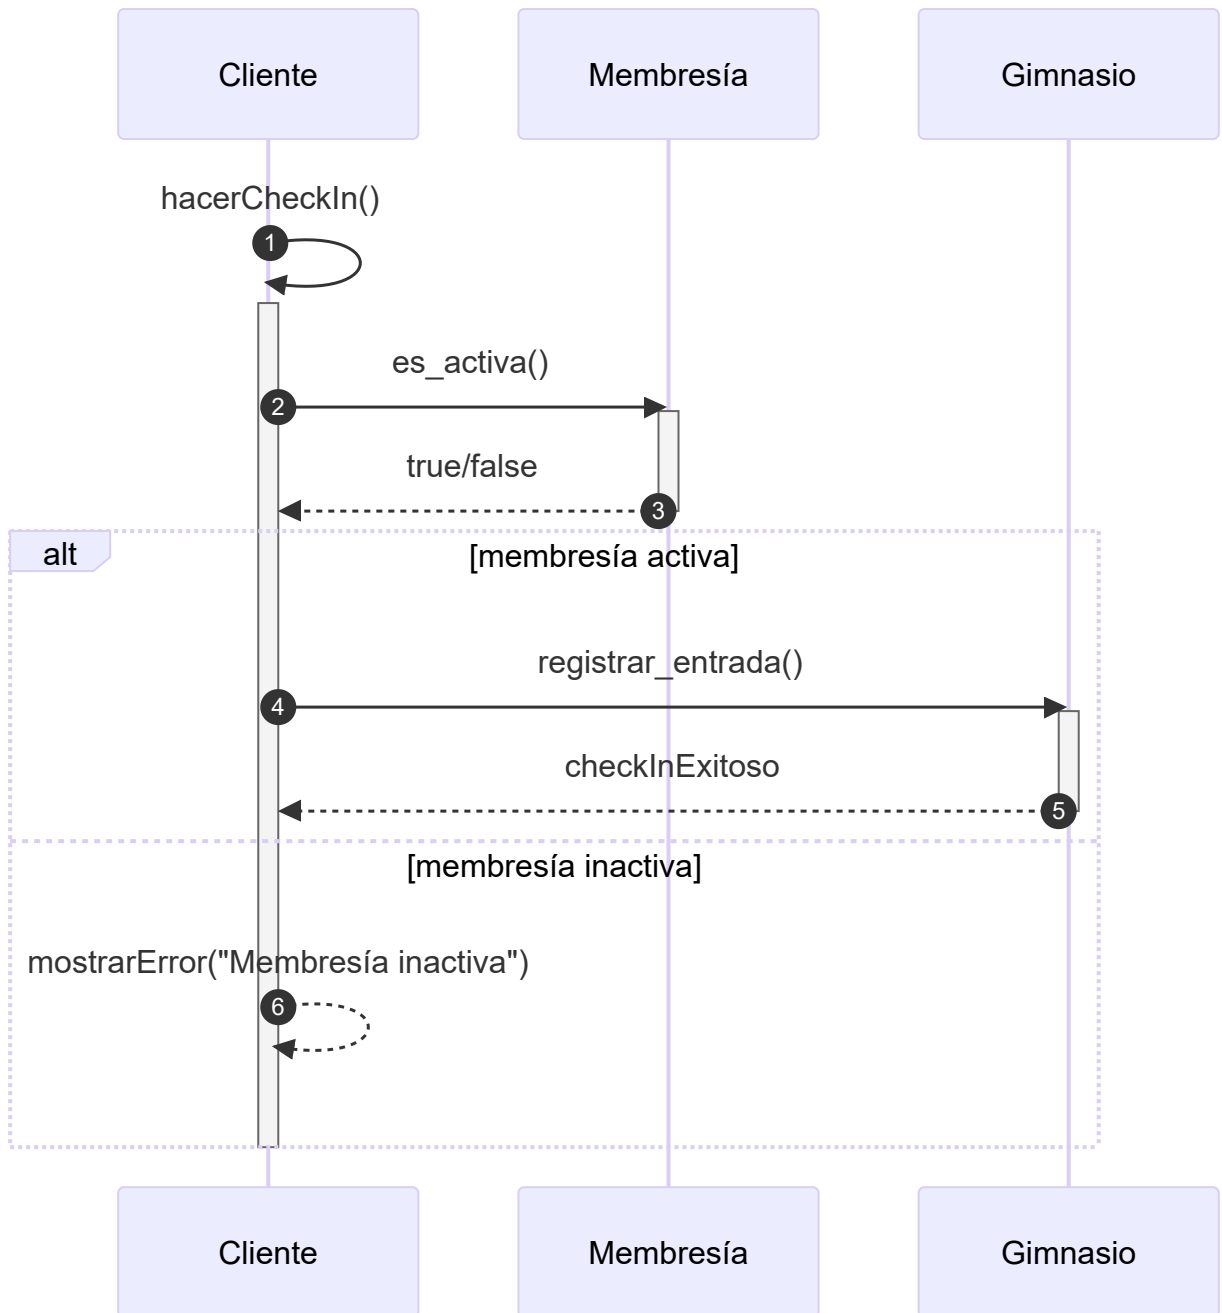 Cliente
Membresía
Gimnasio
hacerCheckIn()
1
es_activa()
2
true/false
3
alt
[membresía activa]
registrar_entrada()
4
checkInExitoso
5
[membresía inactiva]
mostrarError("Membresía inactiva")
6
Cliente
Membresía
Gimnasio